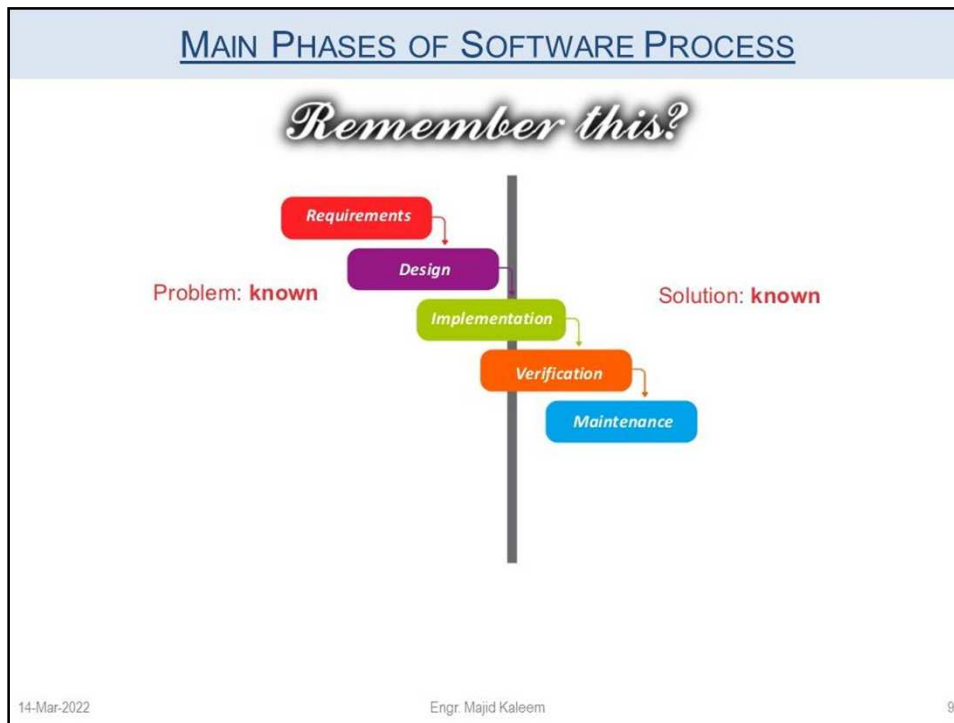 MAIN PHASES OF SOFTWARE PROCESS
Remember this?
Requirements
Design
Problem: known
Solution: known
Implementation
Verification
Maintenance
14-Mar-2022
Engr. Majid Kaleem
9